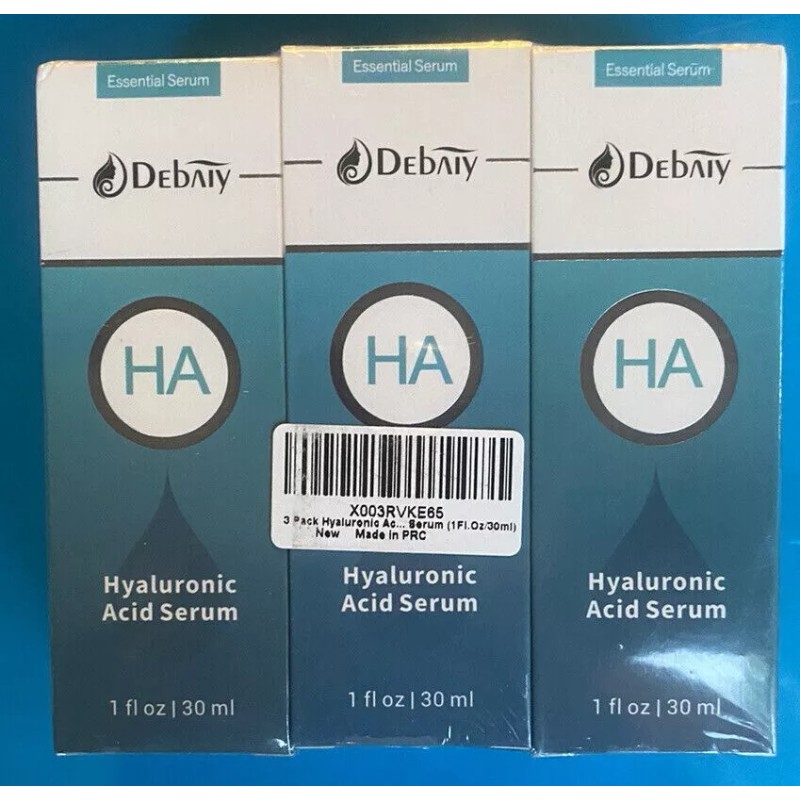 Essential Serum
Debaiy
HA
Hyaluronic
Acid Serum
1 fl oz | 30 ml
Essential Serum
Debaiy
HA
X003RVKE65
3 Pack Hyaluronic Ac... Serum (1Fl.Oz/30ml)
New Made in PRC
Hyaluronic
Acid Serum
1 fl oz | 30 ml
Essential Serum
Debaiy
HA
Hyaluronic
Acid Serum
1 fl oz | 30 ml